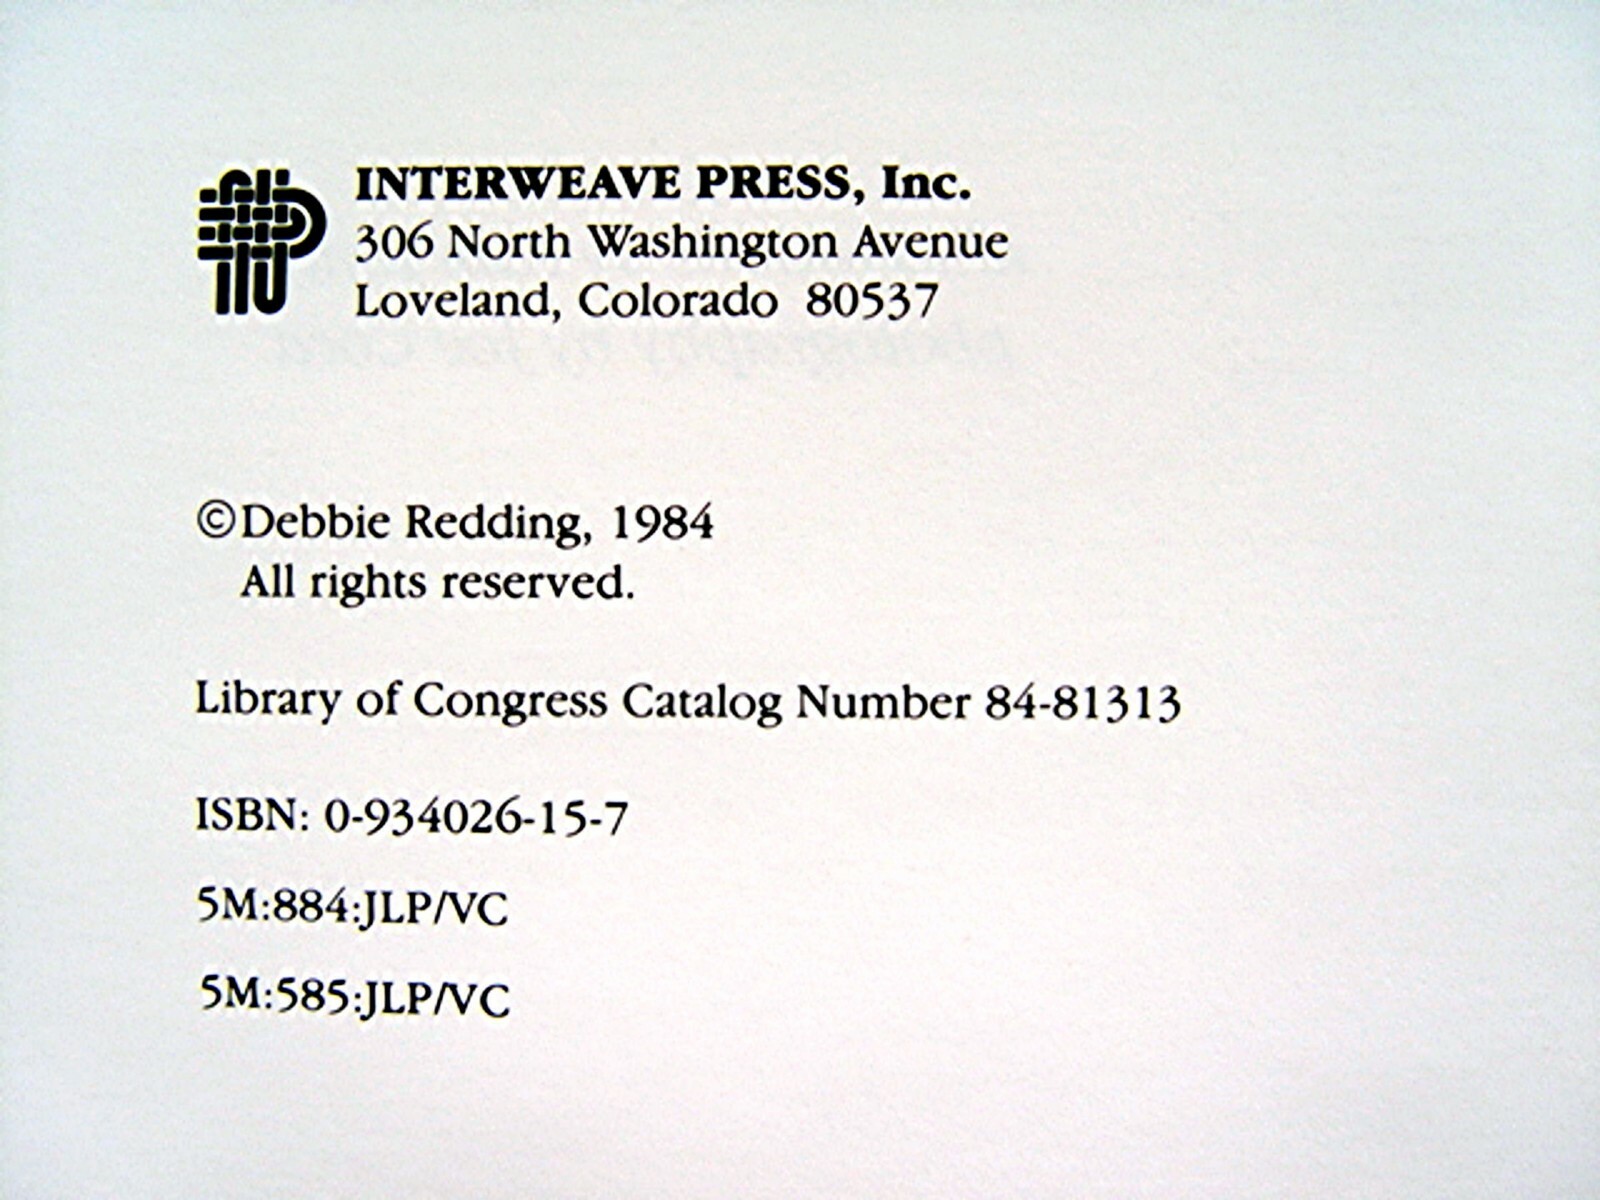 INTERWEAVE PRESS, Inc.
306 North Washington Avenue
Loveland, Colorado 80537
©Debbie Redding, 1984
All rights reserved.
Library of Congress Catalog Number 84-81313
ISBN: 0-934026-15-7
5M:884:JLP/VC
5M:585:JLP/VC